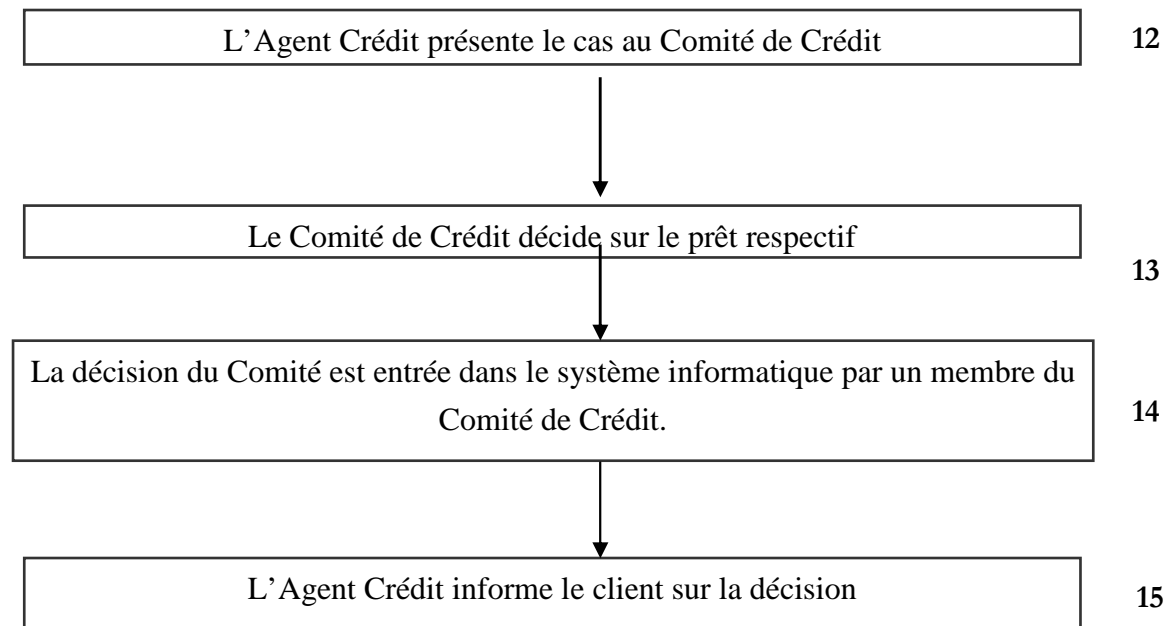 L’Agent Crédit présente le cas au Comité de Crédit
12
Le Comité de Crédit décide sur le prêt respectif
13
La décision du Comité est entrée dans le système informatique par un membre du
Comité de Crédit.
14
L’Agent Crédit informe le client sur la décision
15